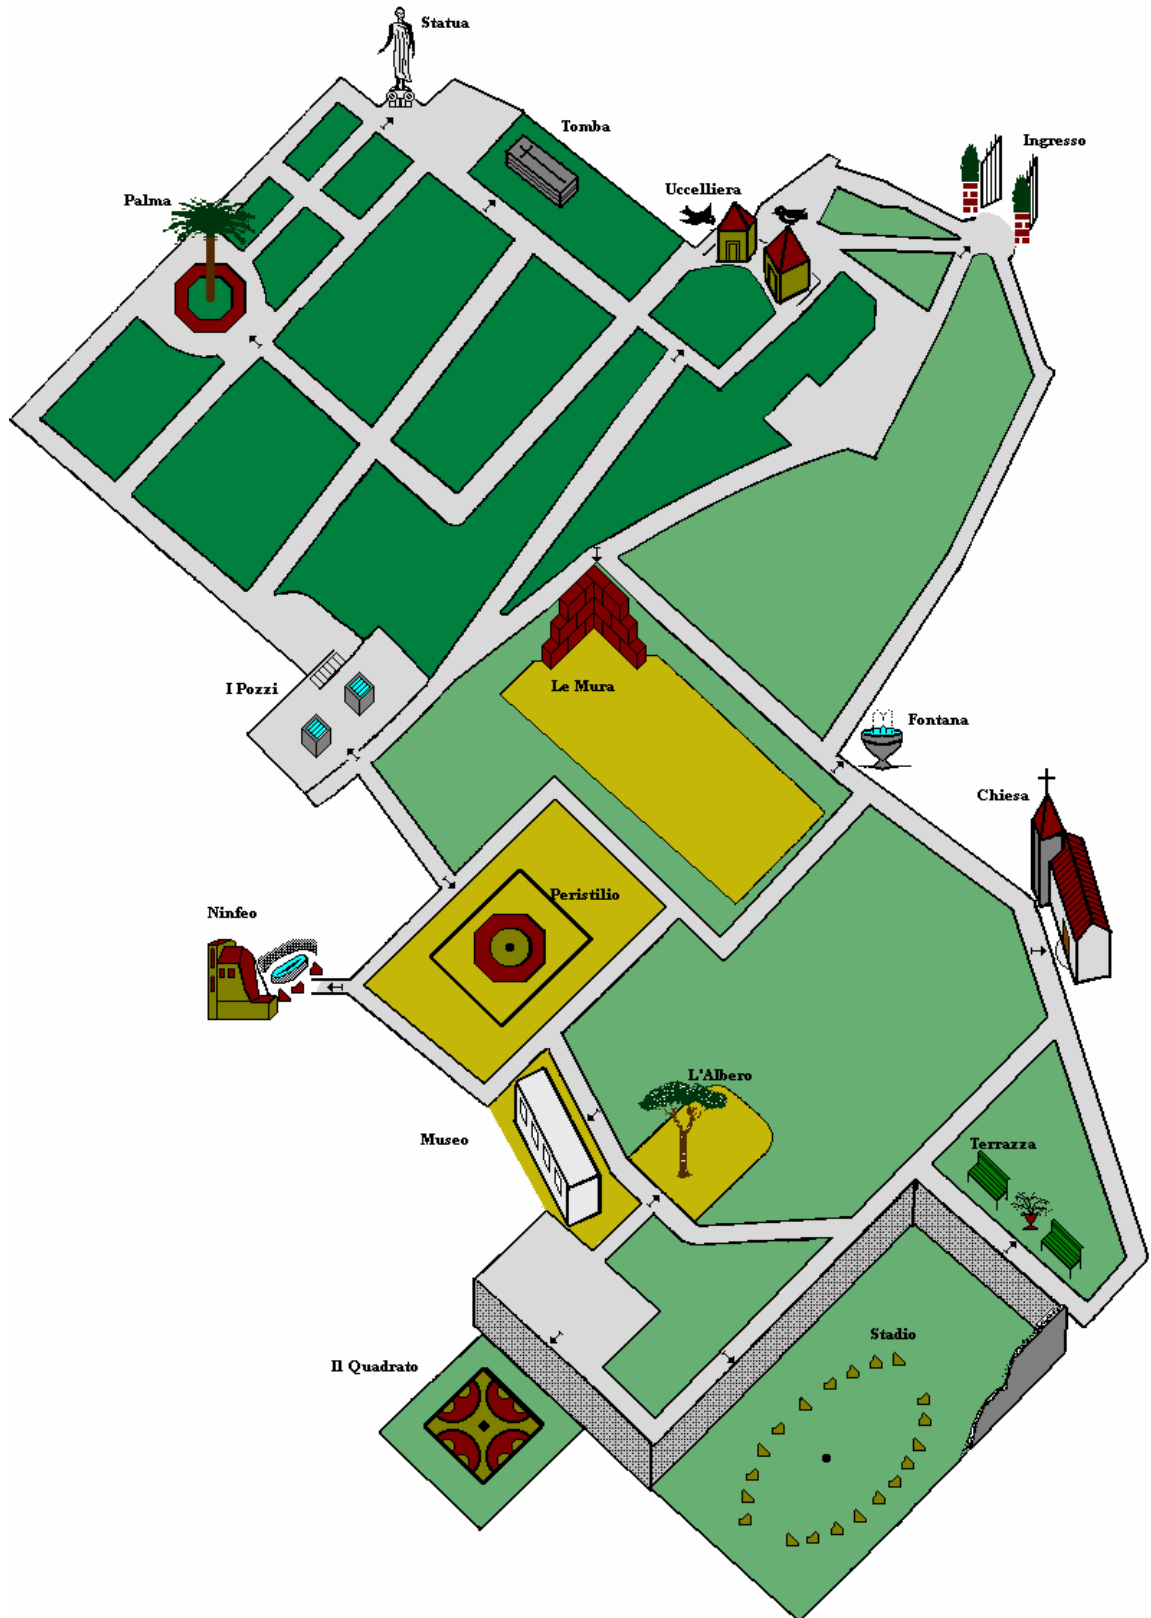 Statua
Tomba
Ingresso
Uccelliera
Palma
I Pozzi
Le Mura
Fontana
Chiesa
Peristilio
Ninfeo
L'Albero
Museo
Terrazza
Stadio
Il Quadrato